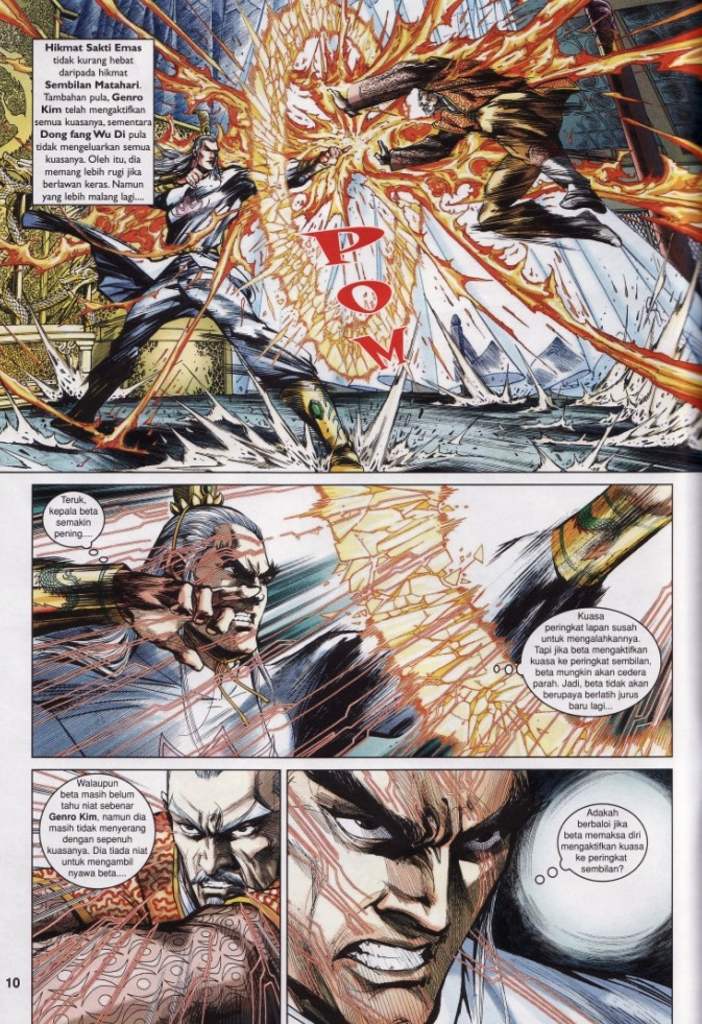 Hikmat Sakti Emas
tidak kurang hebat
daripada hikmat
Sembilan Matahari.
Tambahan pula, Genro
Kim telah mengaktifkan
semua kuasanya, sementara
Dong fang Wu Di pula
tidak mengeluarkan semua
kuasanya. Oleh itu, dia
memang lebih rugi jika
berlawan keras. Namun
yang lebih malang lagi....
POM
Teruk,
kepala beta
semakin
pening....
Kuasa
peringkat lapan susah
untuk mengalahkannya.
Tapi jika beta mengaktifkan
kuasa ke peringkat sembilan,
beta mungkin akan cedera
parah. Jadi, beta tidak akan
berupaya berlatih jurus
baru lagi...
Walaupun
beta masih belum
tahu niat sebenar
Genro Kim, namun dia
masih tidak menyerang
dengan sepenuh
kuasanya. Dia tiada niat
untuk mengambil
nyawa beta....
Adakah
berbaloi jika
beta memaksa diri
mengaktifkan kuasa
ke peringkat
sembilan?
10